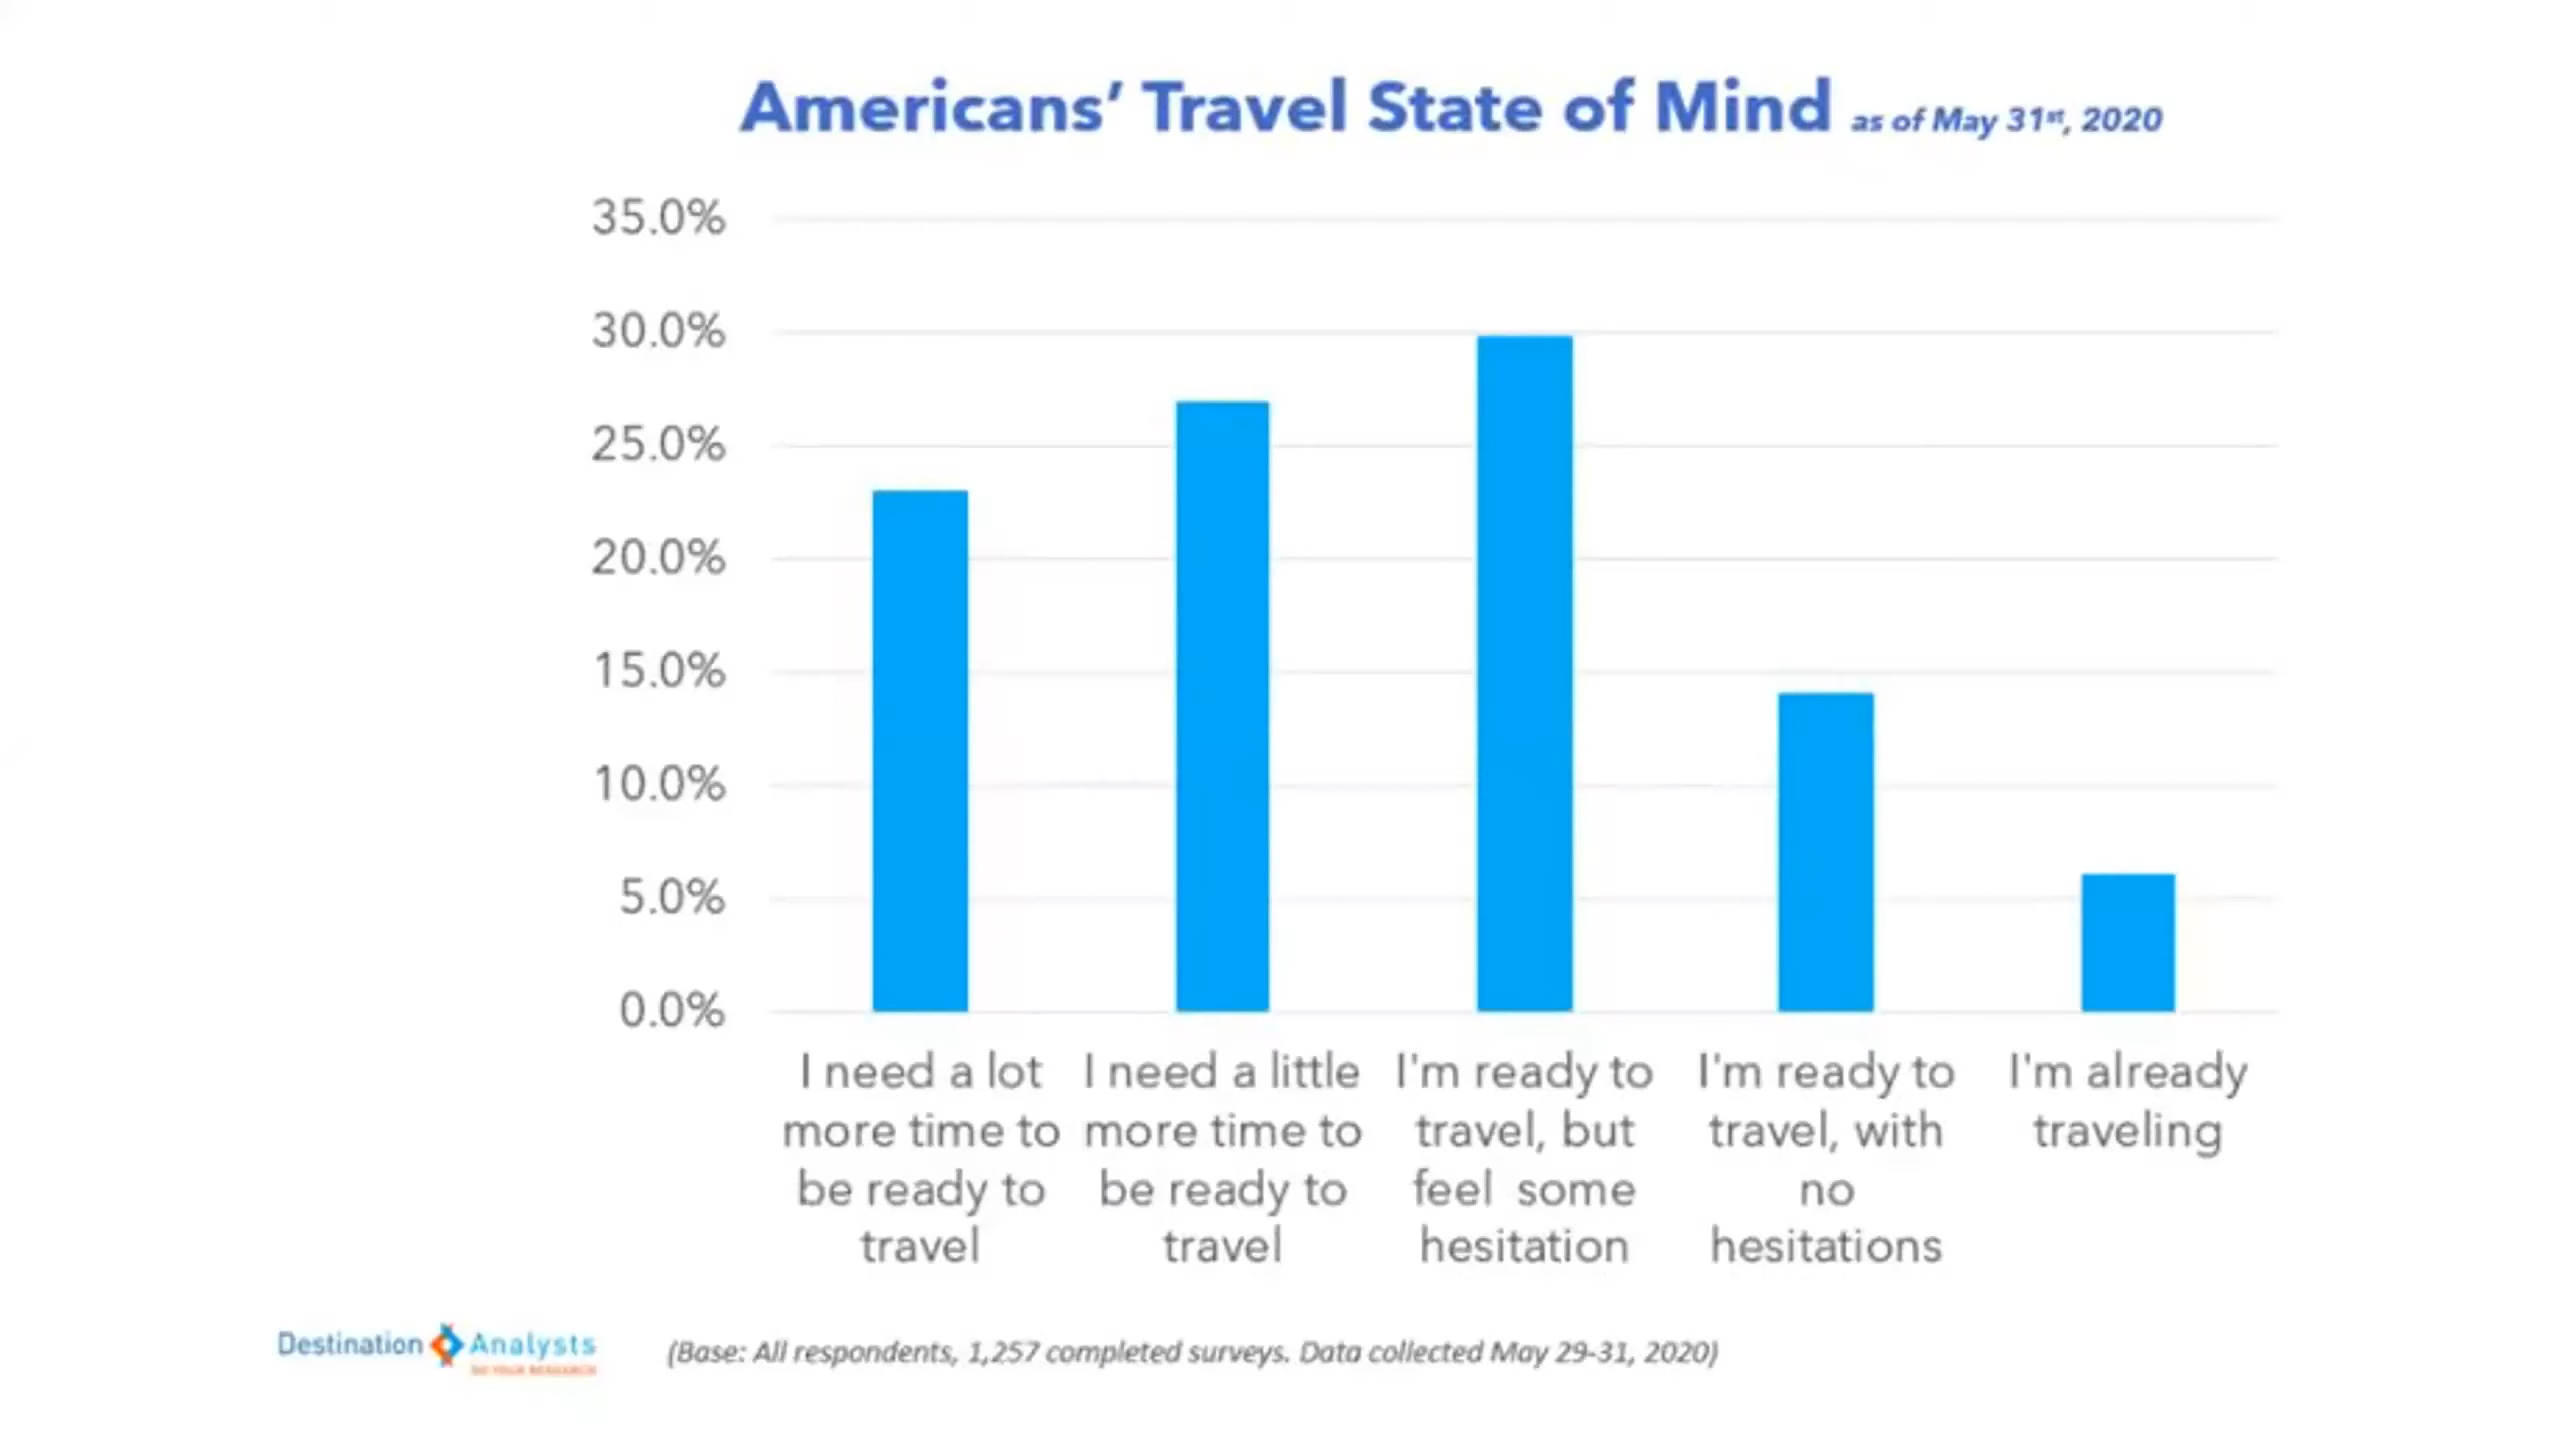 Americans' Travel State of Mind as of May 31st, 2020
35.0%
30.0%
25.0%
20.0%
15.0%
10.0%
5.0%
0.0%
I need a lot
more time to
be ready to
travel
I need a little
more time to
be ready to
travel
I'm ready to
travel, but
feel some
hesitation
I'm ready to
travel, with
no
hesitations
I'm already
traveling
Destination Analysts
DO YOUR RESEARCH
(Base: All respondents, 1,257 completed surveys. Data collected May 29-31, 2020)